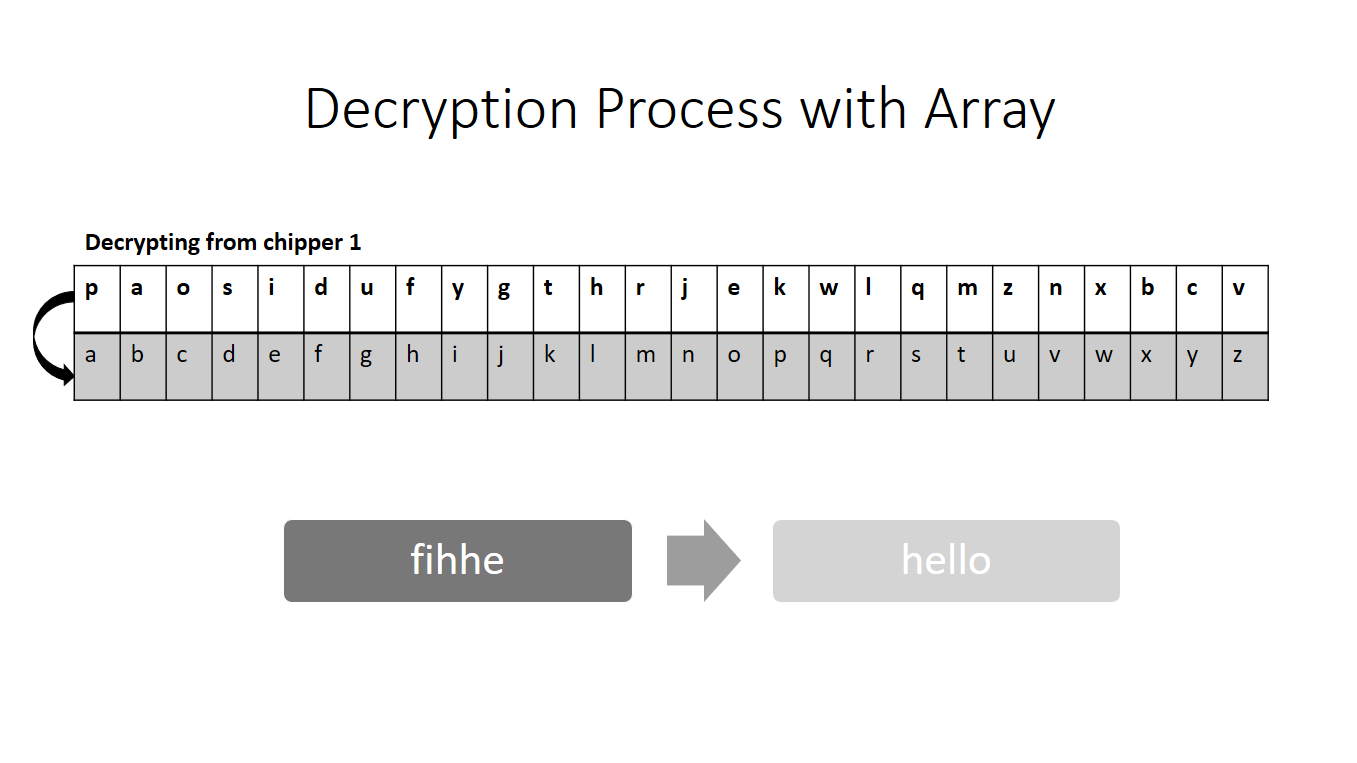 Decryption Process with Array
Decrypting from chipper 1
p a o s i d u f y g t h r j e k w l q m z n x b c v
a b c d e f g h i j k l m n o p q r s t u v w x y z
fihhe hello